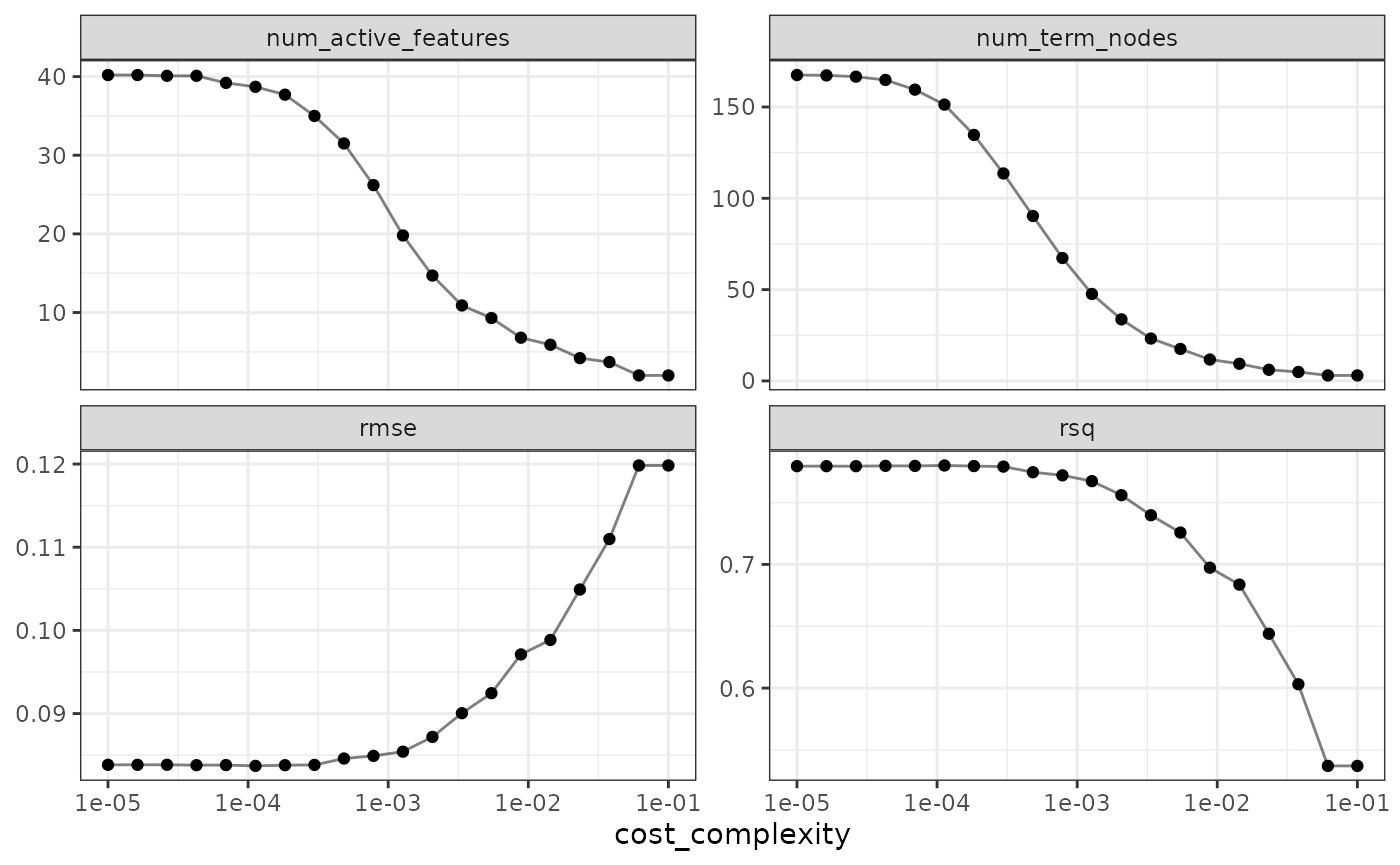 num_active_features
num_term_nodes
40
30
20
10
150
100
50
0
rmse
rsq
0.12
0.11
0.10
0.09
0.7
0.6
1e-05 1e-04 1e-03 1e-02 1e-01
1e-05 1e-04 1e-03 1e-02 1e-01
cost_complexity